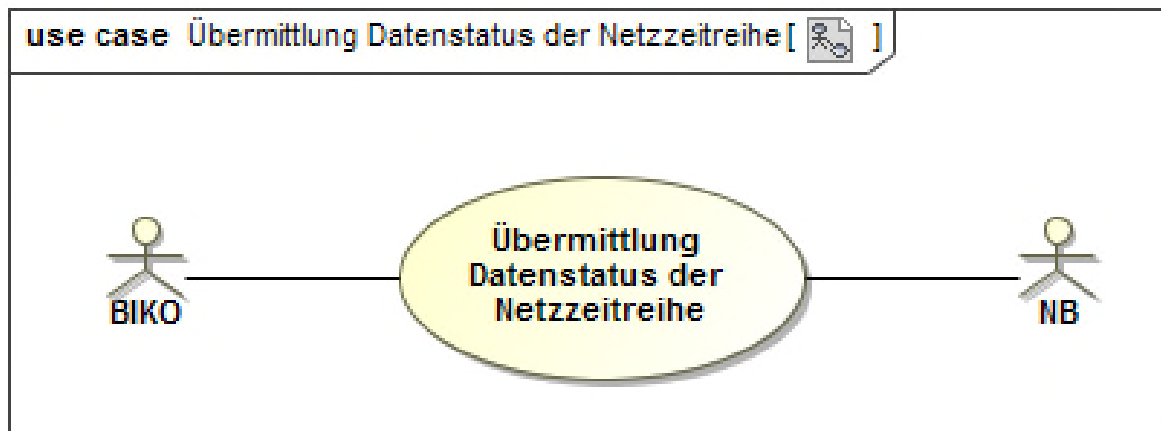 use case Übermittlung Datenstatus der Netzzeitreihe [ ]
Übermittlung
Datenstatus der
Netzzeitreihe
BIKO
NB